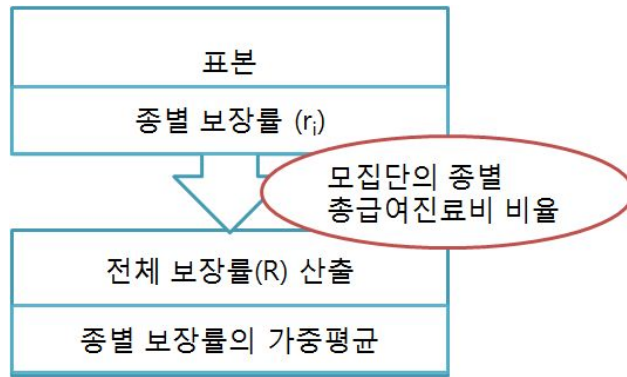 표본
종별 보장률 (rᵢ)
모집단의 종별
총급여진료비 비율
전체 보장률(R) 산출
종별 보장률의 가중평균